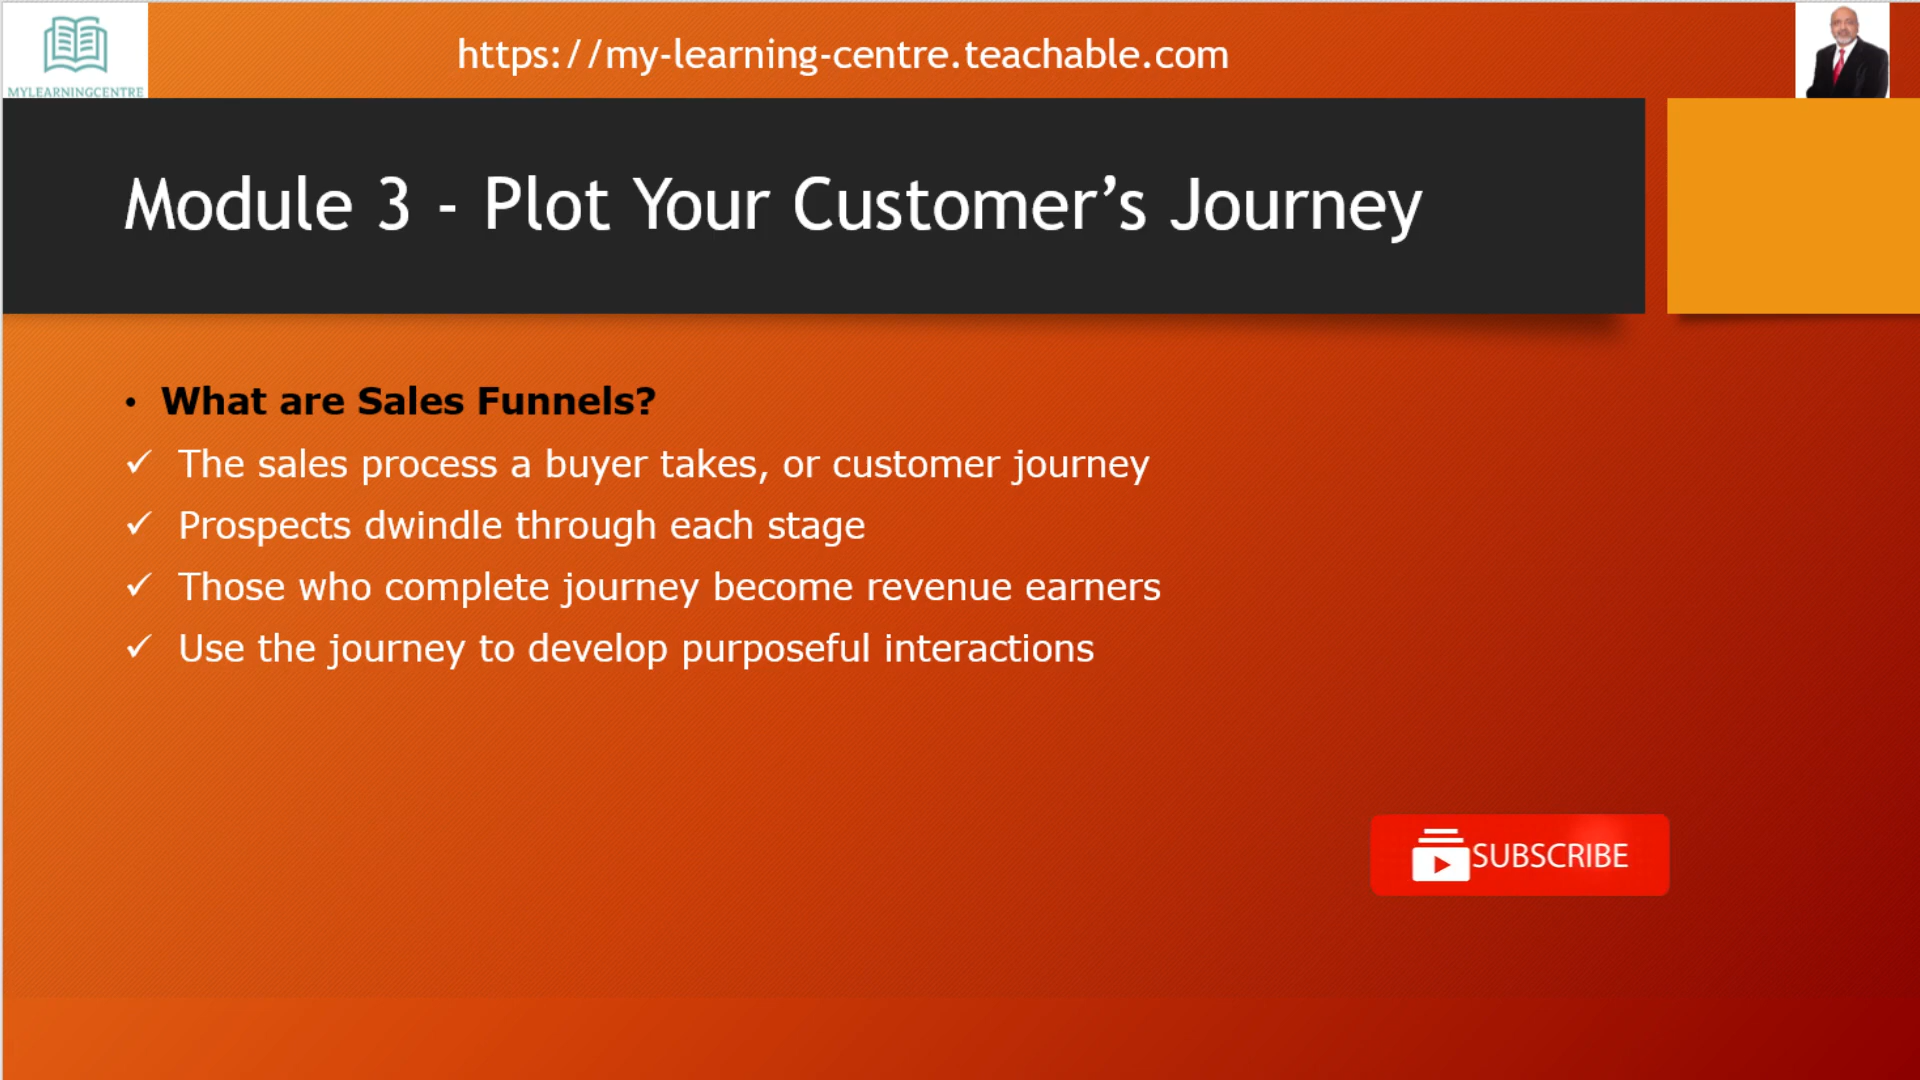 MYLEARNINGCENTRE
https://my-learning-centre.teachable.com
Module 3 - Plot Your Customer’s Journey
• What are Sales Funnels?
✓ The sales process a buyer takes, or customer journey
✓ Prospects dwindle through each stage
✓ Those who complete journey become revenue earners
✓ Use the journey to develop purposeful interactions
SUBSCRIBE